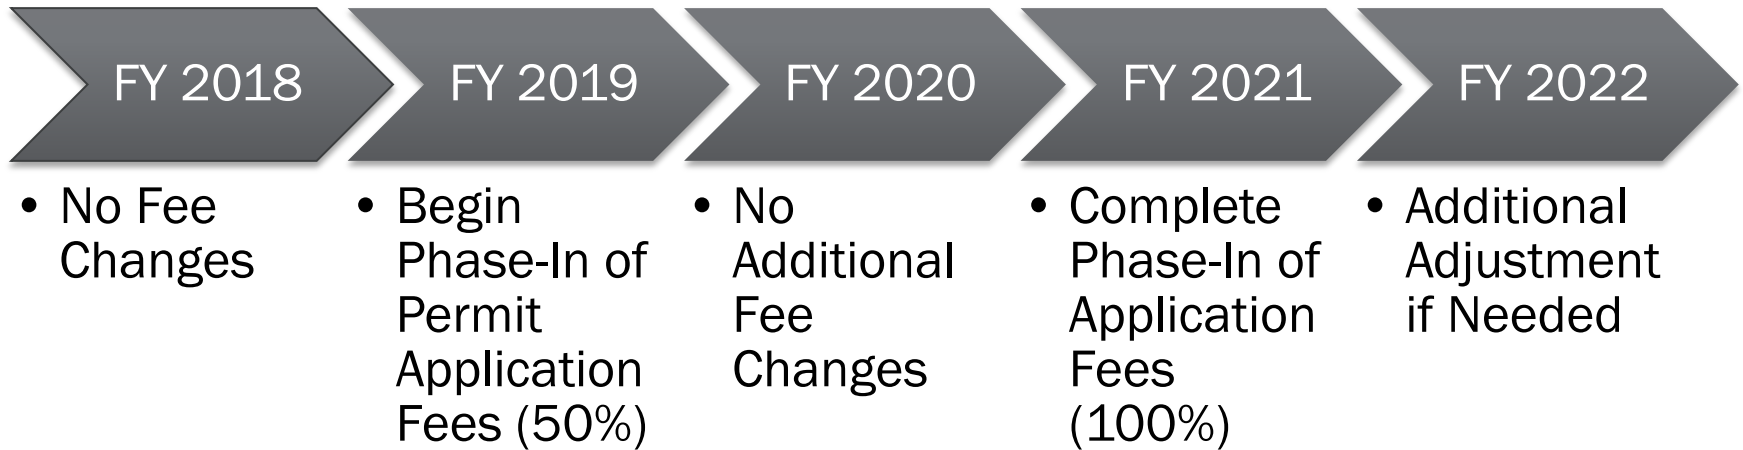 FY 2018
FY 2019
FY 2020
FY 2021
FY 2022
• No Fee
Changes
• Begin
Phase-In of
Permit
Application
Fees (50%)
• No
Additional
Fee
Changes
• Complete
Phase-In of
Application
Fees
(100%)
• Additional
Adjustment
if Needed